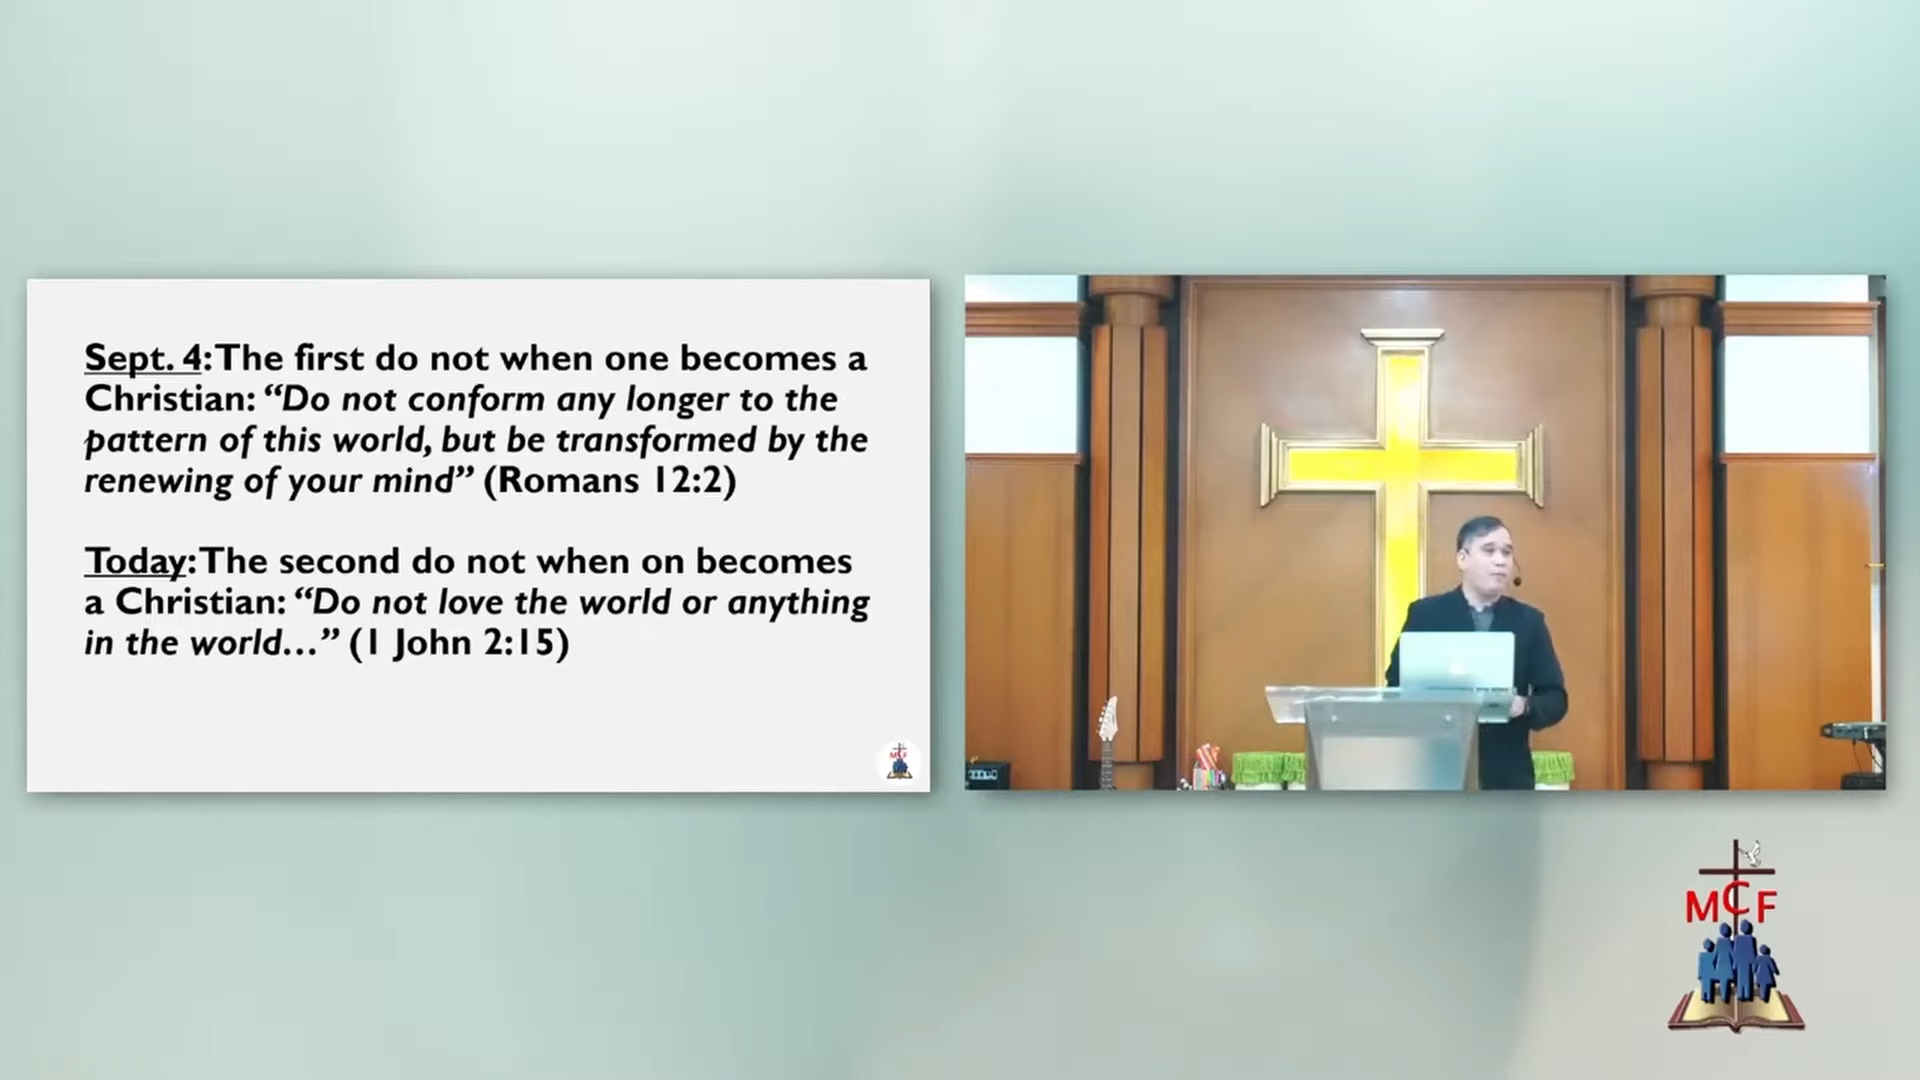 Sept. 4: The first do not when one becomes a
Christian: “Do not conform any longer to the
pattern of this world, but be transformed by the
renewing of your mind” (Romans 12:2)
Today: The second do not when on becomes
a Christian: “Do not love the world or anything
in the world…” (1 John 2:15)
MCF
MCF